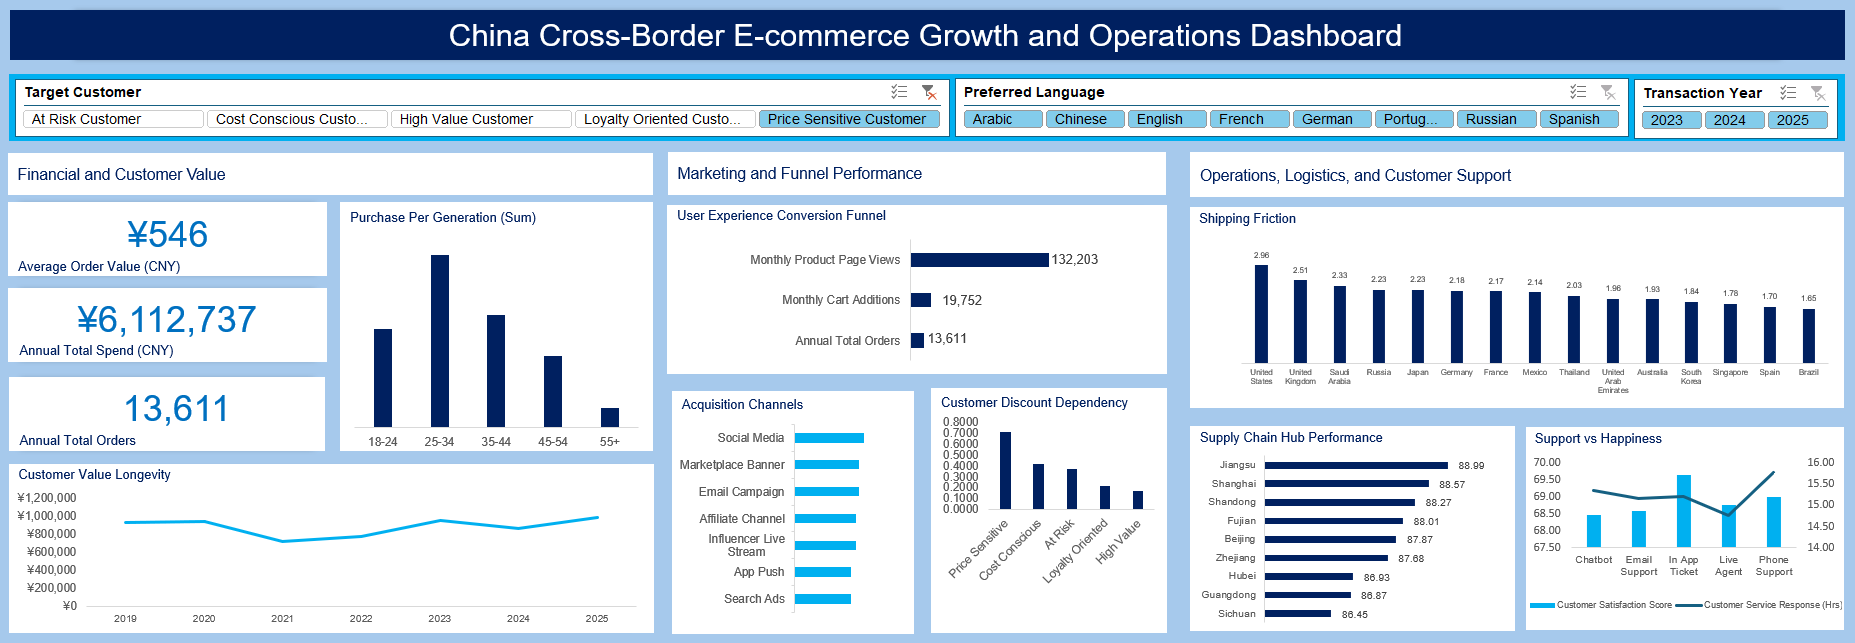 China Cross-Border E-commerce Growth and Operations Dashboard
Target Customer
At Risk Customer
Cost Conscious Custo...
High Value Customer
Loyalty Oriented Custo...
Price Sensitive Customer
Preferred Language
Arabic
Chinese
English
French
German
Portug...
Russian
Spanish
Transaction Year
2023
2024
2025
Financial and Customer Value
¥546
Average Order Value (CNY)
¥6,112,737
Annual Total Spend (CNY)
13,611
Annual Total Orders
Purchase Per Generation (Sum)
18-24
25-34
35-44
45-54
55+
Customer Value Longevity
¥1,200,000
¥1,000,000
¥800,000
¥600,000
¥400,000
¥200,000
¥0
2019
2020
2021
2022
2023
2024
2025
Marketing and Funnel Performance
User Experience Conversion Funnel
Monthly Product Page Views
132,203
Monthly Cart Additions
19,752
Annual Total Orders
13,611
Acquisition Channels
Social Media
Marketplace Banner
Email Campaign
Affiliate Channel
Influencer Live
Stream
App Push
Search Ads
Customer Discount Dependency
0.8000
0.7000
0.6000
0.5000
0.4000
0.3000
0.2000
0.1000
0.0000
Price Sensitive
Cost Conscious
At Risk
Loyalty Oriented
High Value
Operations, Logistics, and Customer Support
Shipping Friction
2.96
2.51
2.33
2.23
2.23
2.18
2.17
2.14
2.03
1.96
1.93
1.84
1.78
1.70
1.65
United
States
United
Kingdom
Saudi
Arabia
Russia
Japan
Germany
France
Mexico
Thailand
United
Arab
Emirates
Australia
South
Korea
Singapore
Spain
Brazil
Supply Chain Hub Performance
Jiangsu
88.99
Shanghai
88.57
Shandong
88.27
Fujian
88.01
Beijing
87.87
Zhejiang
87.68
Hubei
86.93
Guangdong
86.87
Sichuan
86.45
Support vs Happiness
70.00
69.50
69.00
68.50
68.00
67.50
16.00
15.50
15.00
14.50
14.00
Chatbot
Email
Support
In App
Ticket
Live
Agent
Phone
Support
Customer Satisfaction Score
Customer Service Response (Hrs)